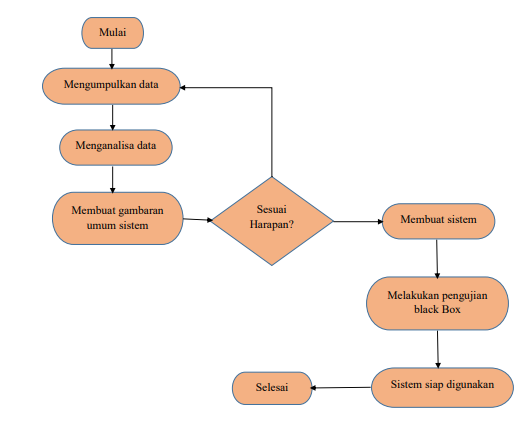 Mulai
Mengumpulkan data
Menganalisa data
Membuat gambaran
umum sistem
Sesuai
Harapan?
Membuat sistem
Melakukan pengujian
black Box
Sistem siap digunakan
Selesai